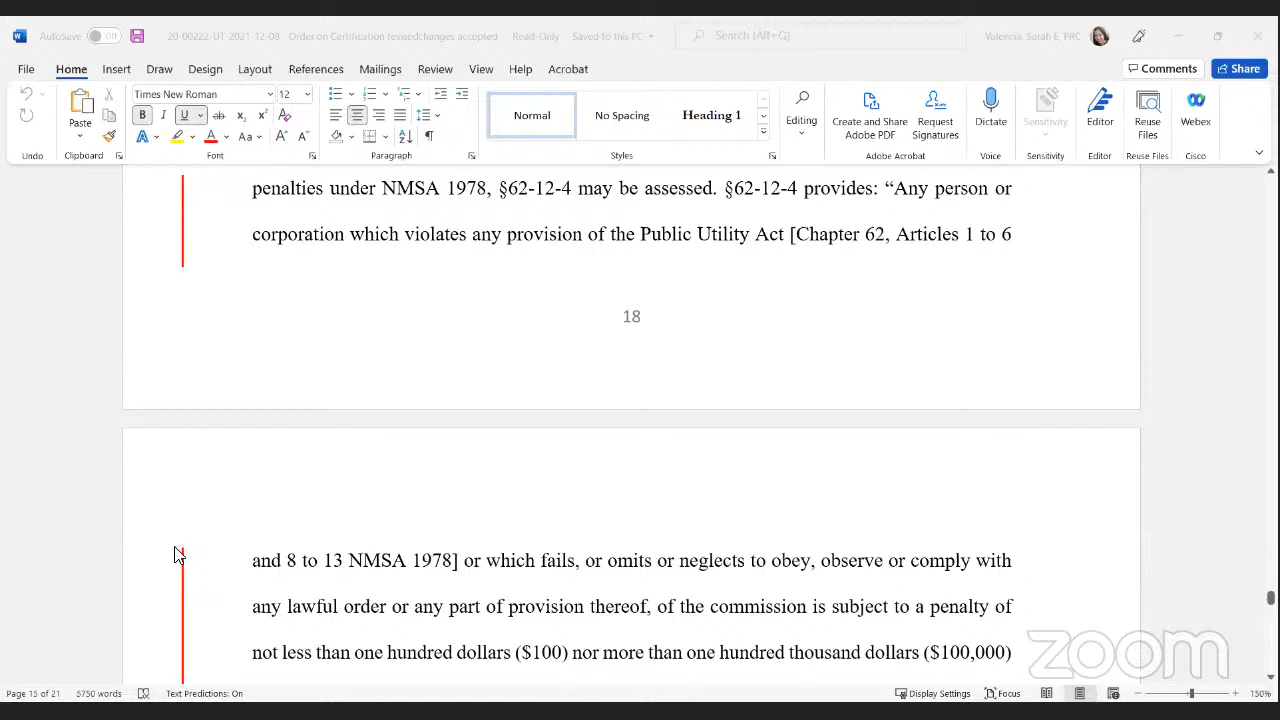 AutoSave Off 20-00222-UT-2021-12-08 Order on Certification revisedchanges accepted Read-Only Saved to this PC Search (Alt+Q) Valencia, Sarah E, PRC
File Home Insert Draw Design Layout References Mailings Review View Help Acrobat Comments Share
Times New Roman 12
Normal No Spacing Heading 1
Paste Editing Create and Share Adobe PDF Request Signatures Dictate Sensitivity Editor Reuse Files Webex
Undo Clipboard Font Paragraph Styles Adobe Acrobat Voice Sensitivity Editor Reuse Files Cisco
penalties under NMSA 1978, §62-12-4 may be assessed. §62-12-4 provides: “Any person or
corporation which violates any provision of the Public Utility Act [Chapter 62, Articles 1 to 6
18
and 8 to 13 NMSA 1978] or which fails, or omits or neglects to obey, observe or comply with
any lawful order or any part of provision thereof, of the commission is subject to a penalty of
not less than one hundred dollars ($100) nor more than one hundred thousand dollars ($100,000)
zoom
Page 15 of 21 5750 words Text Predictions: On Display Settings Focus 150%